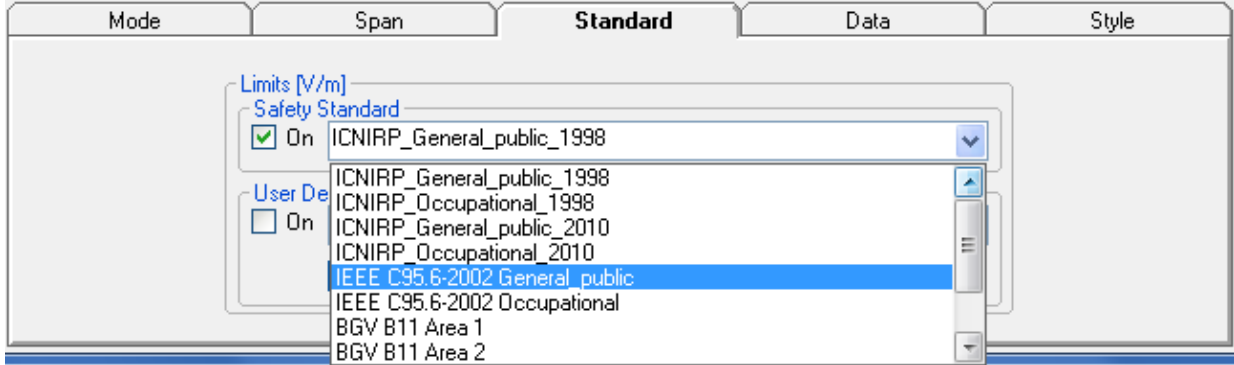 Mode Span Standard Data Style
Limits [V/m]
Safety Standard
On ICNIRP_General_public_1998
ICNIRP_General_public_1998
User De
ICNIRP_Occupational_1998
On ICNIRP_General_public_2010
ICNIRP_Occupational_2010
IEEE C95.6-2002 General_public
IEEE C95.6-2002 Occupational
BGV B11 Area 1
BGV B11 Area 2